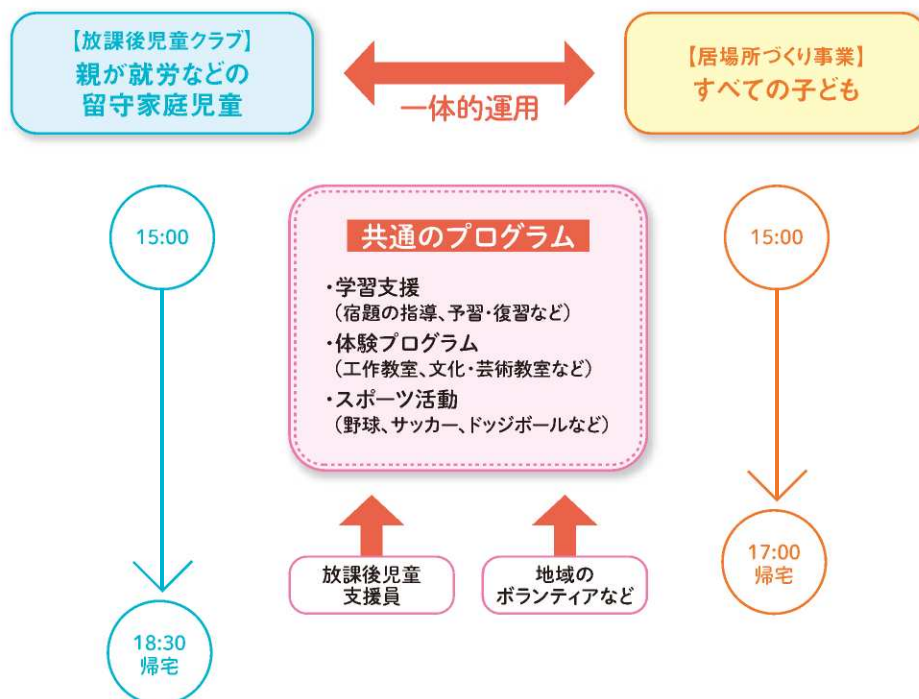 【放課後児童クラブ】
親が就労などの
留守家庭児童
一体的運用
【居場所づくり事業】
すべての子ども
15:00
共通のプログラム
・学習支援
（宿題の指導、予習・復習など）
・体験プログラム
（工作教室、文化・芸術教室など）
・スポーツ活動
（野球、サッカー、ドッジボールなど）
15:00
放課後児童
支援員
地域の
ボランティアなど
17:00
帰宅
18:30
帰宅